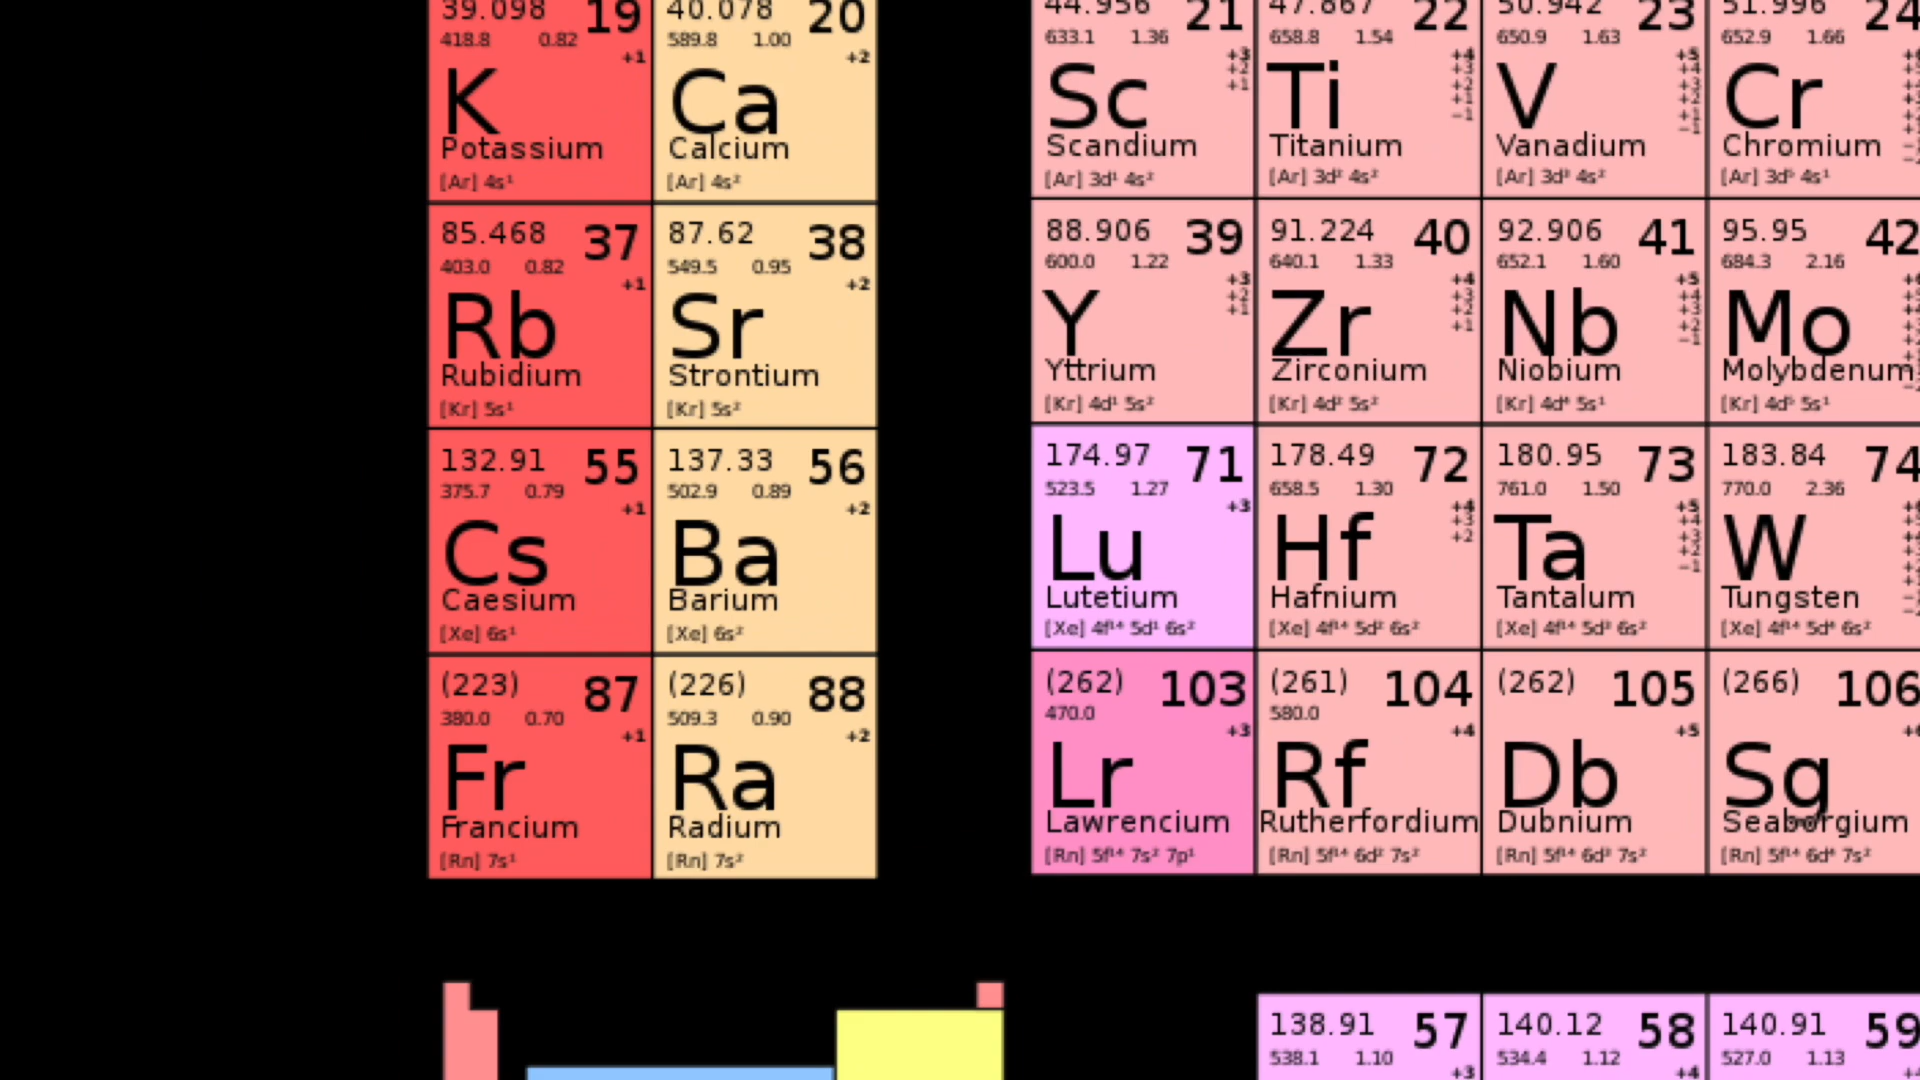 39.098 19 40.078 20 44.956 21 47.867 22 50.942 23 51.996 24
418.8 0.82 589.8 1.00 633.1 1.36 658.8 1.54 650.9 1.63 652.9 1.66
+1 +2 +3 +4 +5
K Ca Sc Ti V Cr
Potassium Calcium Scandium Titanium Vanadium Chromium
[Ar] 4s¹ [Ar] 4s² [Ar] 3d¹ 4s² [Ar] 3d² 4s² [Ar] 3d³ 4s² [Ar] 3d⁵ 4s¹
85.468 37 87.62 38 88.906 39 91.224 40 92.906 41 95.95 42
403.0 0.82 549.5 0.95 600.0 1.22 640.1 1.33 652.1 1.60 684.3 2.16
+1 +2 +3 +4 +5
Rb Sr Y Zr Nb Mo
Rubidium Strontium Yttrium Zirconium Niobium Molybdenum
[Kr] 5s¹ [Kr] 5s² [Kr] 4d¹ 5s² [Kr] 4d² 5s² [Kr] 4d⁴ 5s¹ [Kr] 4d⁵ 5s¹
132.91 55 137.33 56 174.97 71 178.49 72 180.95 73 183.84 74
375.7 0.79 502.9 0.89 523.5 1.27 658.5 1.30 761.0 1.50 770.0 2.36
+1 +2 +3 +4 +5
Cs Ba Lu Hf Ta W
Caesium Barium Lutetium Hafnium Tantalum Tungsten
[Xe] 6s¹ [Xe] 6s² [Xe] 4f¹⁴ 5d¹ 6s² [Xe] 4f¹⁴ 5d² 6s² [Xe] 4f¹⁴ 5d³ 6s² [Xe] 4f¹⁴ 5d⁴ 6s²
(223) 87 (226) 88 (262) 103 (261) 104 (262) 105 (266) 106
380.0 0.70 509.3 0.90 470.0 580.0
+1 +2 +3 +4 +5
Fr Ra Lr Rf Db Sg
Francium Radium Lawrencium Rutherfordium Dubnium Seaborgium
[Rn] 7s¹ [Rn] 7s² [Rn] 5f¹⁴ 7s² 7p¹ [Rn] 5f¹⁴ 6d² 7s² [Rn] 5f¹⁴ 6d³ 7s² [Rn] 5f¹⁴ 6d⁴ 7s²
138.91 57 140.12 58 140.91 59
538.1 1.10 534.4 1.12 527.0 1.13
+3 +4